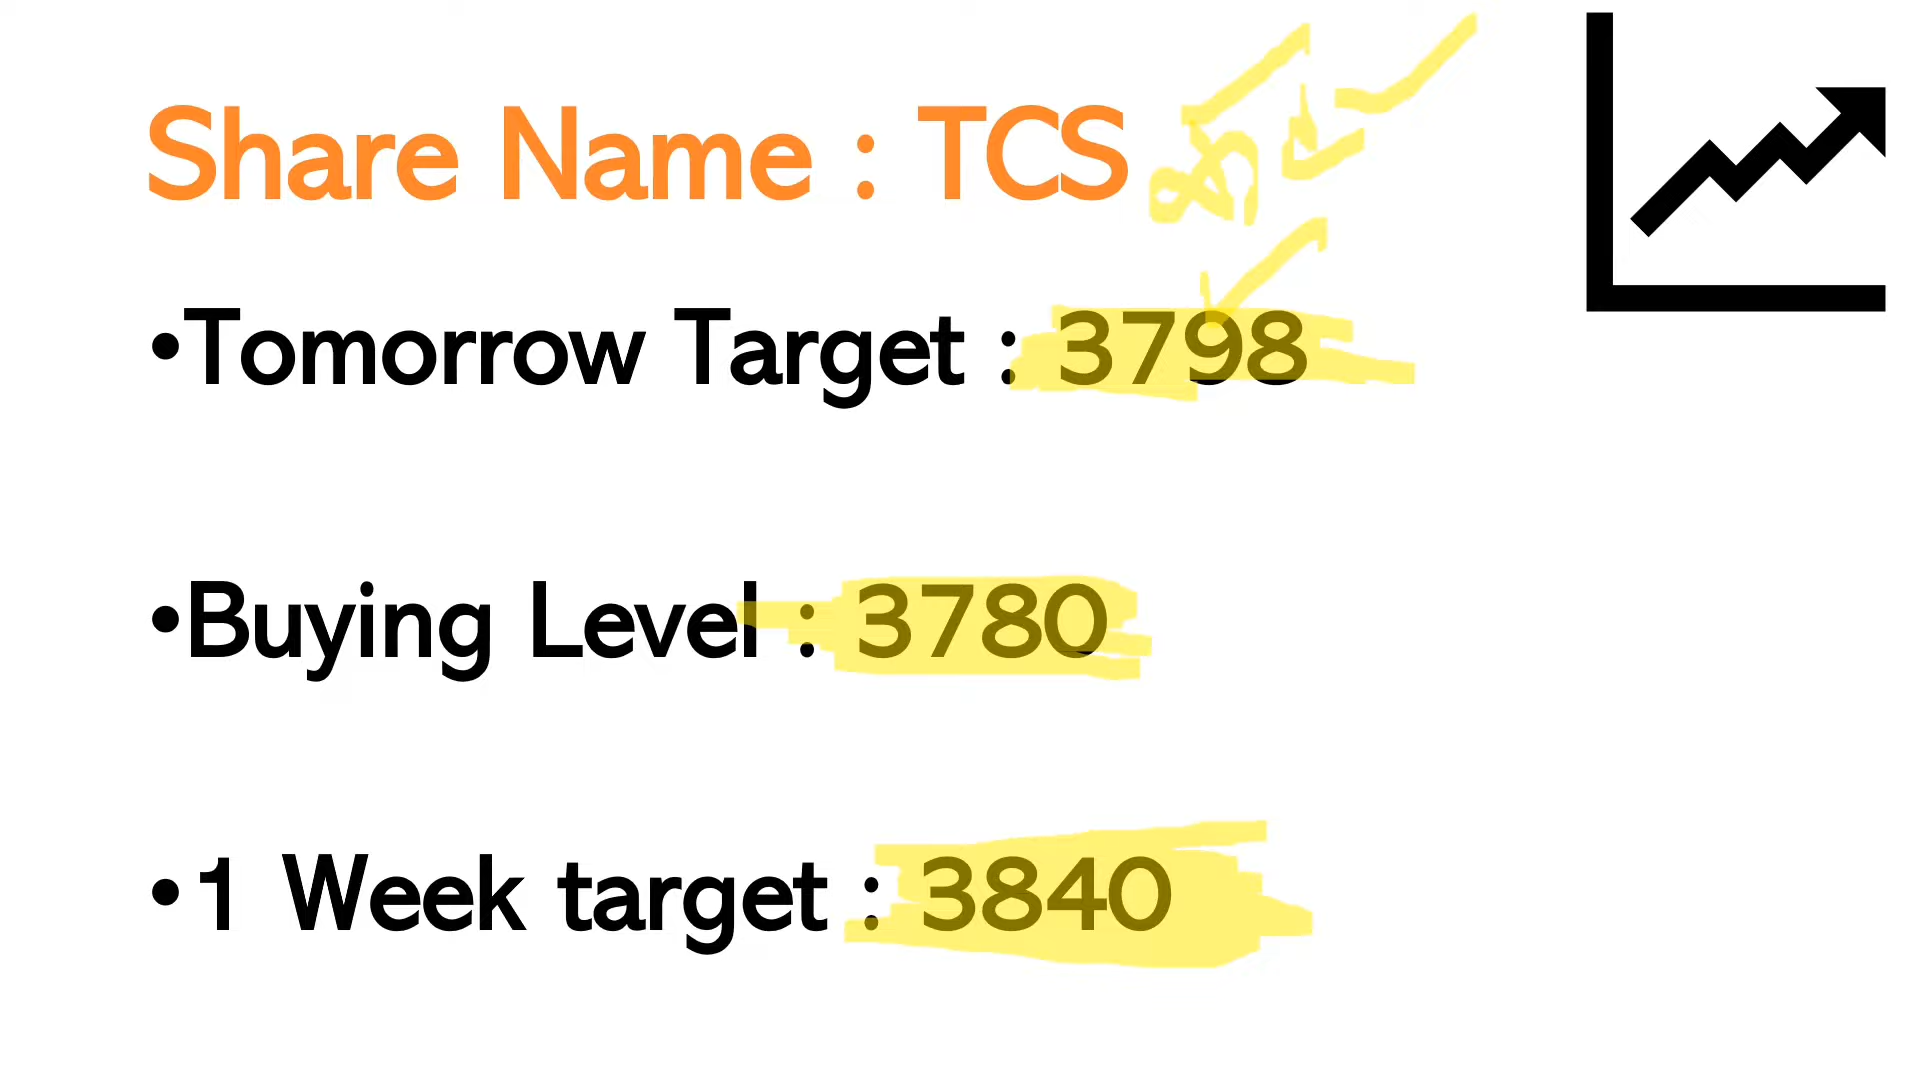 Share Name : TCS
•Tomorrow Target : 3798
•Buying Level : 3780
•1 Week target : 3840